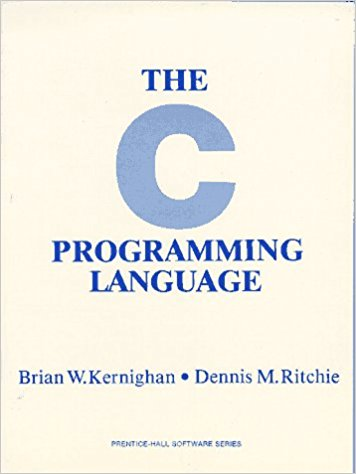 THE
C
PROGRAMMING
LANGUAGE
Brian W.Kernighan • Dennis M.Ritchie
PRENTICE-HALL SOFTWARE SERIES